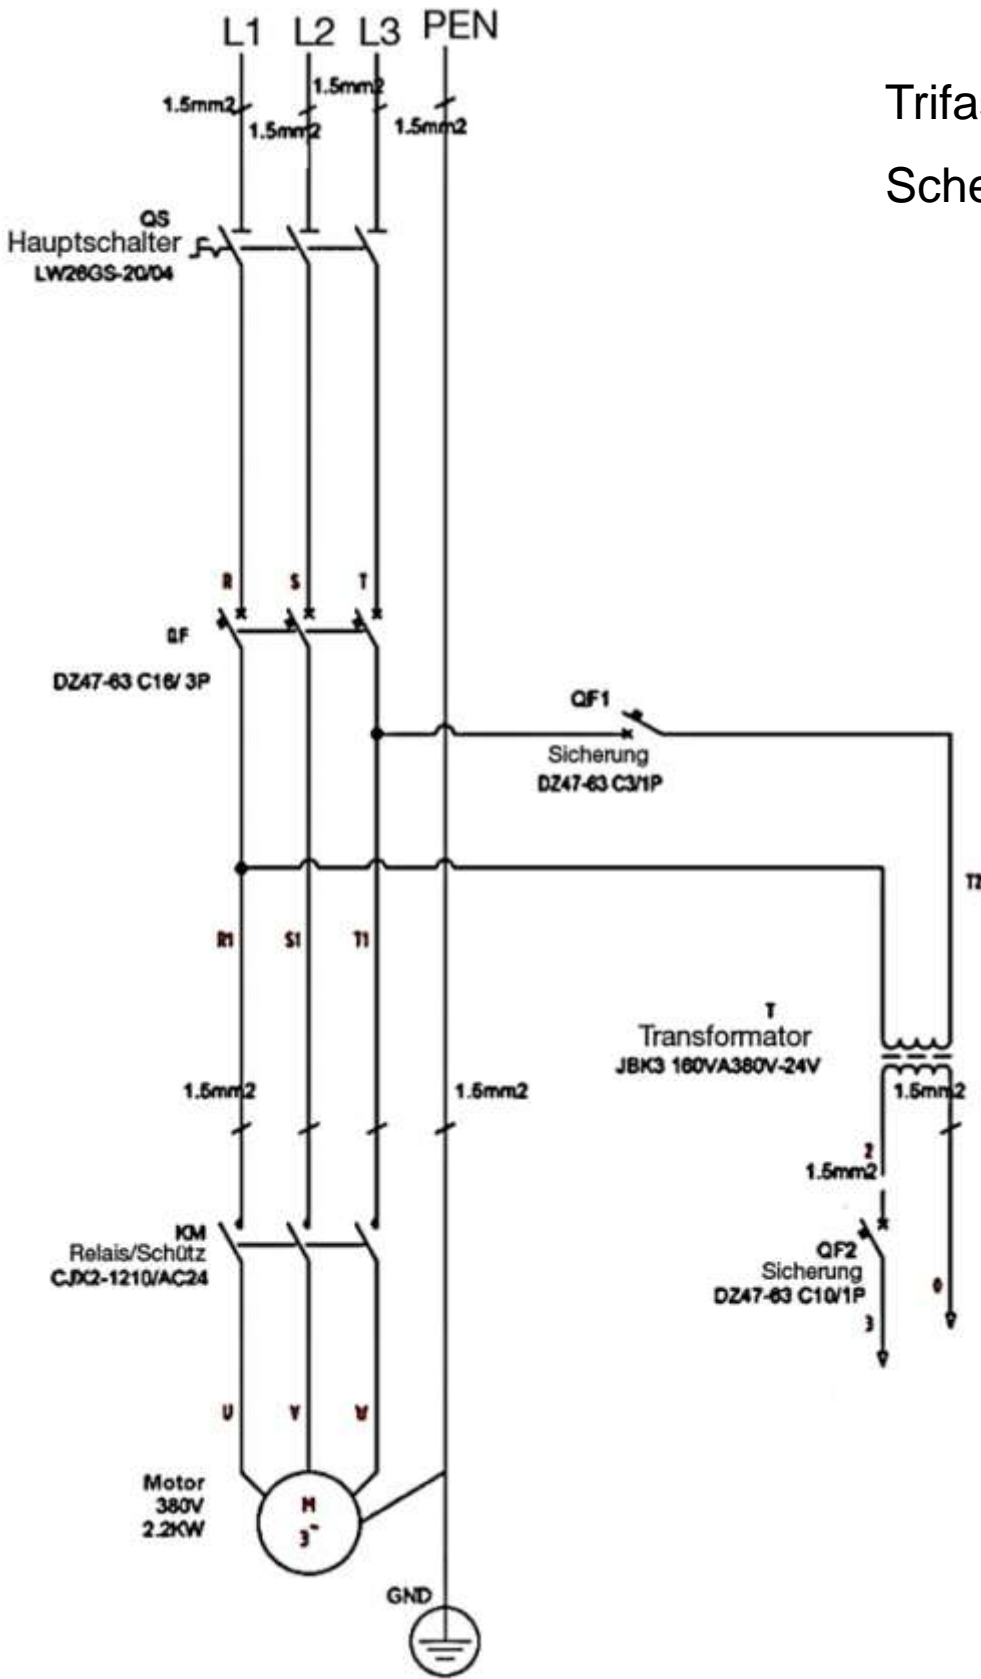 L1 L2 L3 PEN
1.5mm2
1.5mm2
1.5mm2
1.5mm2
Trifa
Sche
QS
Hauptschalter
LW26GS-20/04
R S T
QF
DZ47-63 C16/ 3P
QF1
Sicherung
DZ47-63 C3/1P
R1 S1 T1
T
Transformator
JBK3 160VA380V-24V
1.5mm2
1.5mm2
1.5mm2
2
1.5mm2
KM
Relais/Schütz
CJX2-1210/AC24
QF2
Sicherung
DZ47-63 C10/1P
0
3
U V W
Motor
380V
2.2KW
M
3~
GND